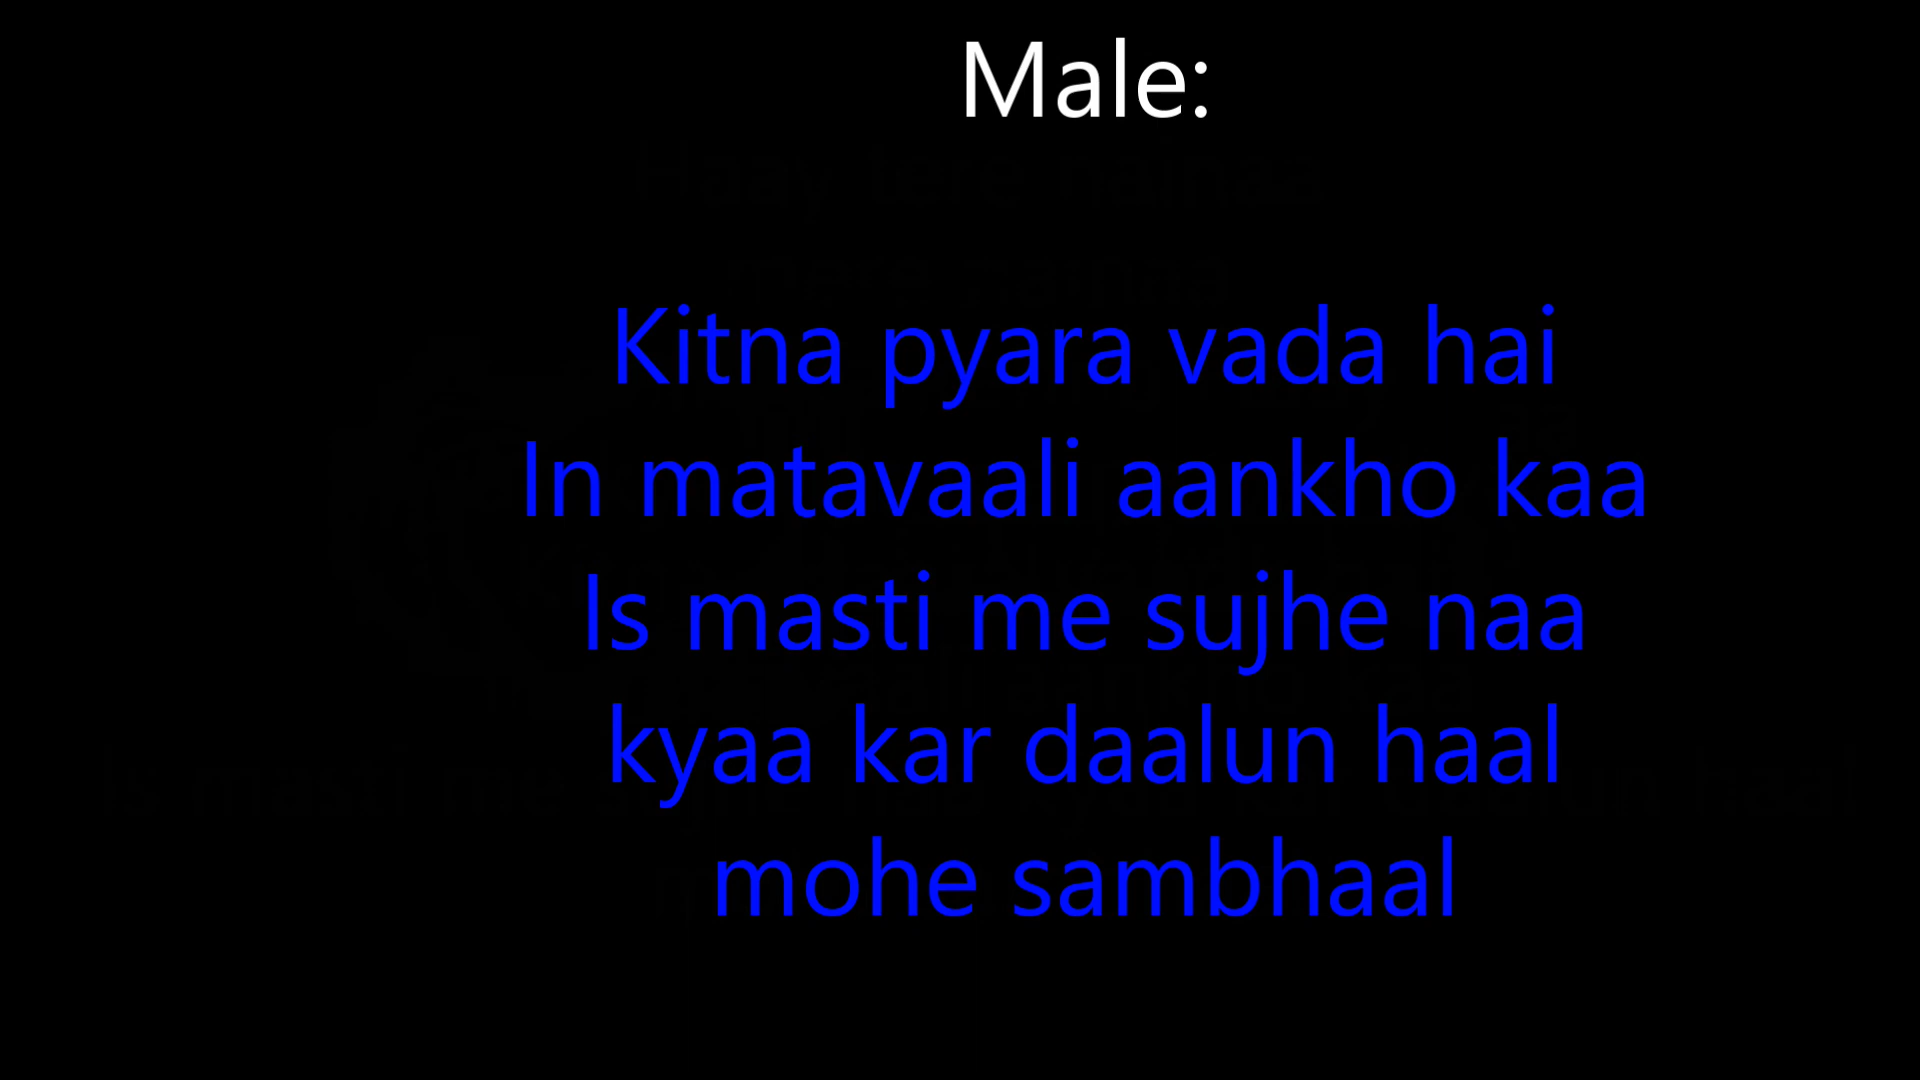 Male:
Kitna pyara vada hai
In matavaali aankho kaa
Is masti me sujhe naa
kyaa kar daalun haal
mohe sambhaal